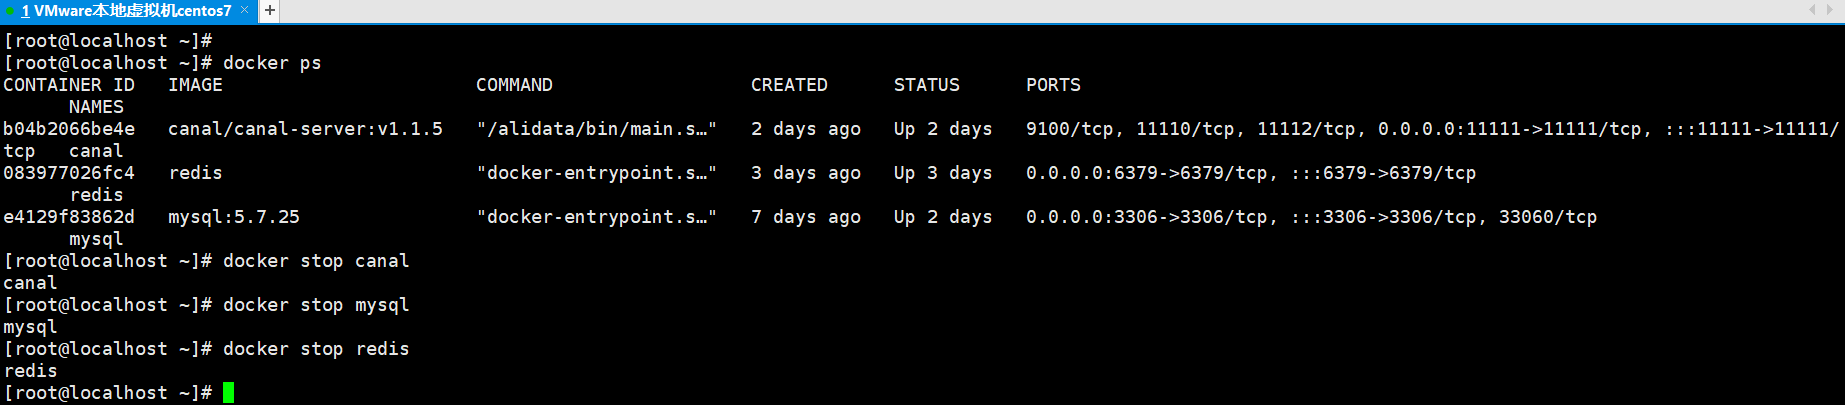 1 VMware本地虚拟机centos7 × +
[root@localhost ~]#
[root@localhost ~]# docker ps
CONTAINER ID   IMAGE                       COMMAND                  CREATED      STATUS      PORTS
      NAMES
b04b2066be4e   canal/canal-server:v1.1.5   "/alidata/bin/main.s…"   2 days ago   Up 2 days   9100/tcp, 11110/tcp, 11112/tcp, 0.0.0.0:11111->11111/tcp, :::11111->11111/
tcp   canal
083977026fc4   redis                       "docker-entrypoint.s…"   3 days ago   Up 3 days   0.0.0.0:6379->6379/tcp, :::6379->6379/tcp
      redis
e4129f83862d   mysql:5.7.25                "docker-entrypoint.s…"   7 days ago   Up 2 days   0.0.0.0:3306->3306/tcp, :::3306->3306/tcp, 33060/tcp
      mysql
[root@localhost ~]# docker stop canal
canal
[root@localhost ~]# docker stop mysql
mysql
[root@localhost ~]# docker stop redis
redis
[root@localhost ~]#